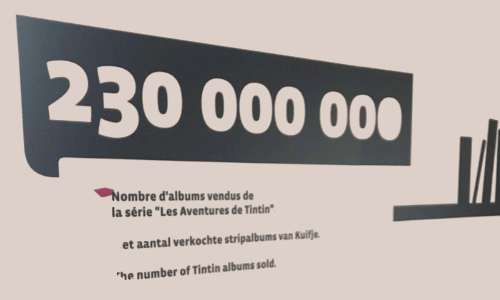 230 000 000
Nombre d'albums vendus de
la série "Les Aventures de Tintin"
et aantal verkochte stripalbums van Kuifje.
he number of Tintin albums sold.